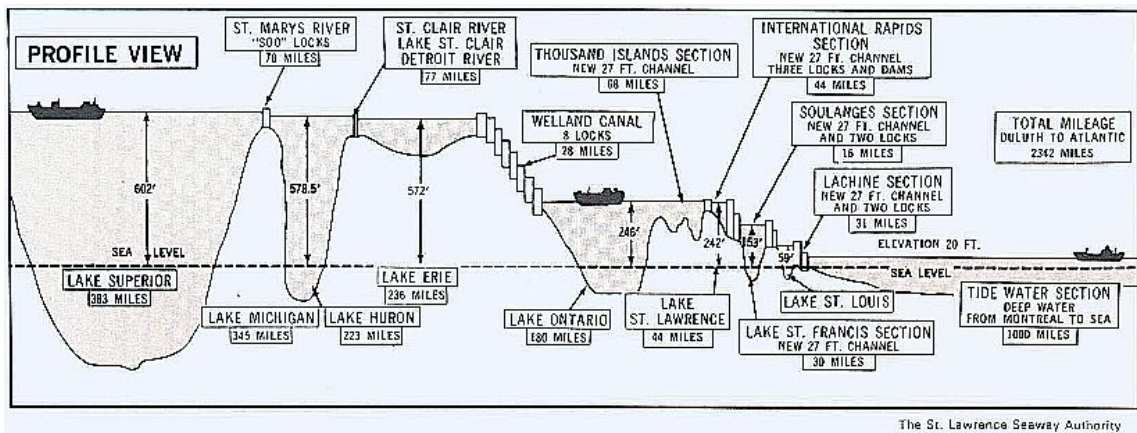 PROFILE VIEW
ST. MARYS RIVER
"SOO" LOCKS
70 MILES
ST. CLAIR RIVER
LAKE ST. CLAIR
DETROIT RIVER
77 MILES
THOUSAND ISLANDS SECTION
NEW 27 FT. CHANNEL
68 MILES
INTERNATIONAL RAPIDS
SECTION
NEW 27 FT. CHANNEL
THREE LOCKS AND DAMS
44 MILES
WELLAND CANAL
8 LOCKS
28 MILES
SOULANGES SECTION
NEW 27 FT. CHANNEL
AND TWO LOCKS
16 MILES
TOTAL MILEAGE
DULUTH TO ATLANTIC
2342 MILES
LACHINE SECTION
NEW 27 FT. CHANNEL
AND TWO LOCKS
31 MILES
602'
578.5'
572'
246'
242'
153'
59'
ELEVATION 20 FT.
SEA LEVEL
SEA LEVEL
LAKE SUPERIOR
383 MILES
LAKE MICHIGAN
345 MILES
LAKE HURON
223 MILES
LAKE ERIE
236 MILES
LAKE ONTARIO
180 MILES
LAKE
ST. LAWRENCE
44 MILES
LAKE ST. LOUIS
LAKE ST. FRANCIS SECTION
NEW 27 FT. CHANNEL
30 MILES
TIDE WATER SECTION
DEEP WATER
FROM MONTREAL TO SEA
1000 MILES
The St. Lawrence Seaway Authority